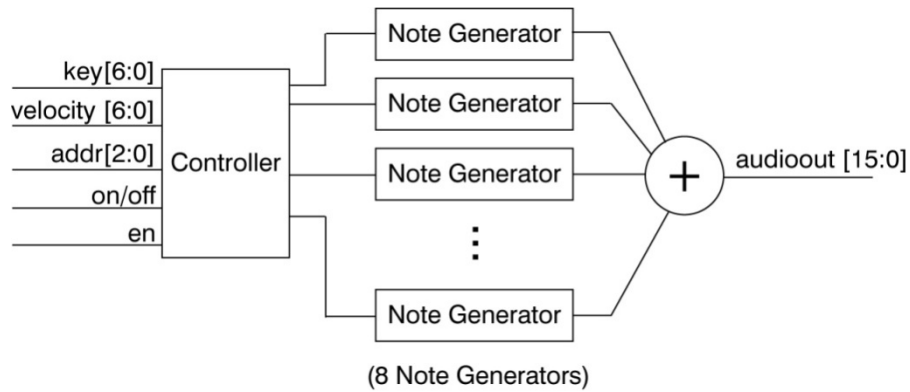 Note Generator
key[6:0]
velocity [6:0]
Note Generator
addr[2:0]
Controller
Note Generator
+
audioout [15:0]
on/off
en
Note Generator
(8 Note Generators)